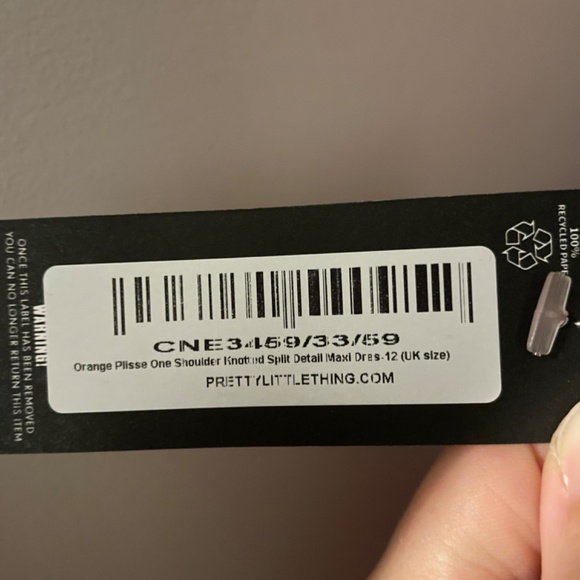 CNE3459/33/59
Orange Plisse One Shoulder Knotted Split Detail Maxi Dres-12 (UK size)
PRETTYLITTLETHING.COM
WARNING!
ONCE THIS LABEL HAS BEEN REMOVED
YOU CAN NO LONGER RETURN THIS ITEM
100%
RECYCLED